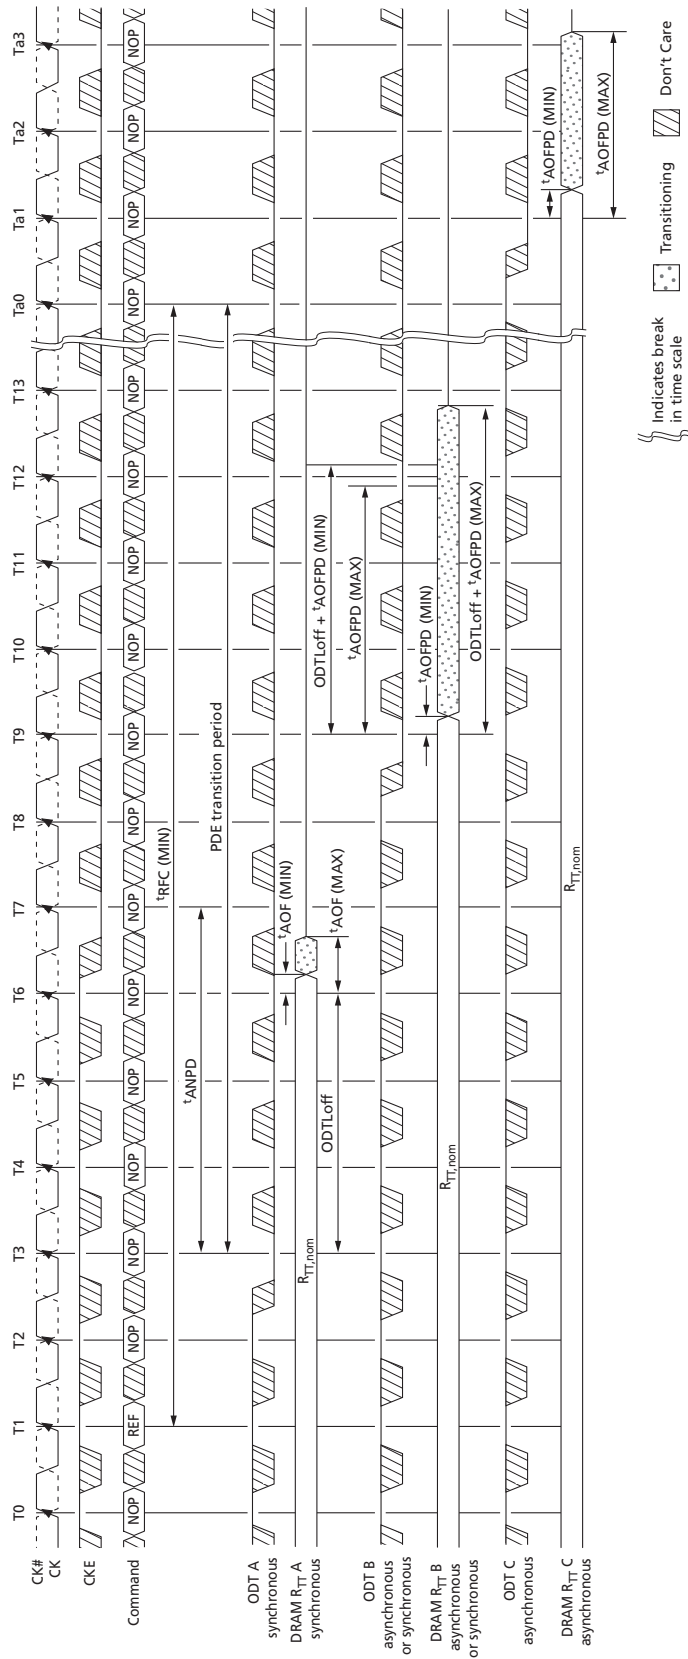 T0 T1 T2 T3 T4 T5 T6 T7 T8 T9 T10 T11 T12 T13 Ta0 Ta1 Ta2 Ta3
CK#
CK
CKE
Command
NOP REF NOP NOP NOP NOP NOP NOP NOP NOP NOP NOP NOP NOP NOP NOP NOP NOP
tRFC (MIN)
tANPD
PDE transition period
ODT A
synchronous
tAOF (MIN)
DRAM RTT A
synchronous
RTT,nom
ODTLoff
tAOF (MAX)
ODTLoff + tAOFPD (MIN)
tAOFPD (MAX)
ODT B
asynchronous
or synchronous
tAOFPD (MIN)
DRAM RTT B
asynchronous
or synchronous
RTT,nom
ODTLoff + tAOFPD (MAX)
ODT C
asynchronous
tAOFPD (MIN)
DRAM RTT C
asynchronous
RTT,nom
tAOFPD (MAX)
Indicates break
in time scale
Transitioning
Don't Care